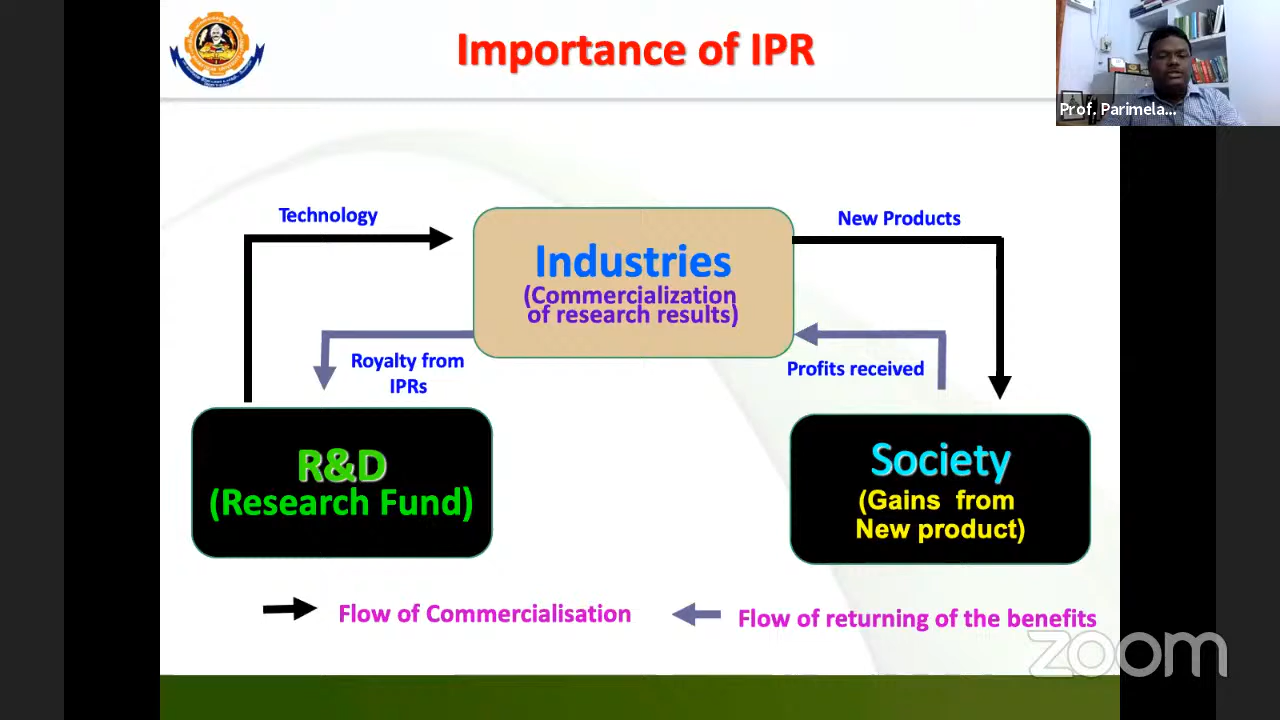 Importance of IPR
Prof. Parimela...
Technology
New Products
Industries
(Commercialization
of research results)
Royalty from
IPRs
Profits received
R&D
(Research Fund)
Society
(Gains from
New product)
Flow of Commercialisation
Flow of returning of the benefits
zoom